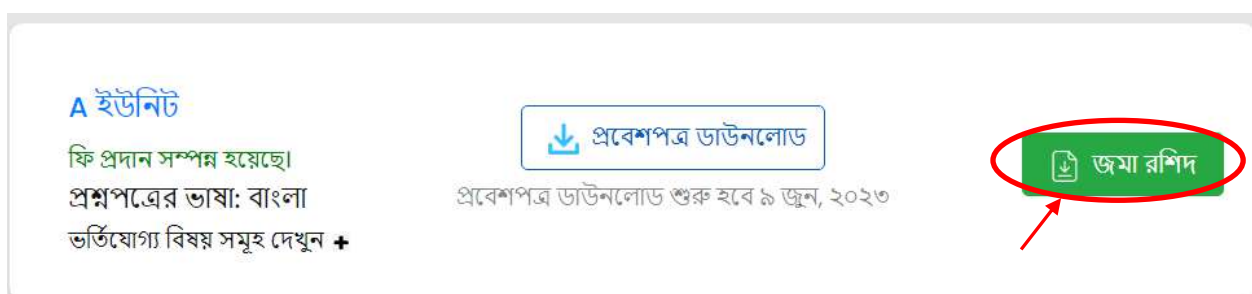 A ইউনিট
ফি প্রদান সম্পন্ন হয়েছে।
প্রশ্নপত্রের ভাষা: বাংলা
ভর্তিযোগ্য বিষয় সমূহ দেখুন +
প্রবেশপত্র ডাউনলোড
প্রবেশপত্র ডাউনলোড শুরু হবে ৯ জুন, ২০২৩
জমা রশিদ